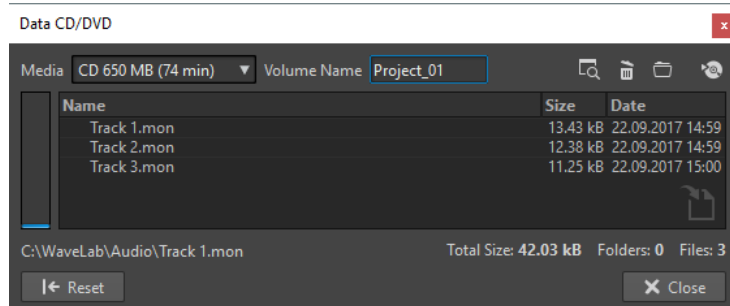 Data CD/DVD
x
Media CD 650 MB (74 min) Volume Name Project_01
Name Size Date
Track 1.mon 13.43 kB 22.09.2017 14:59
Track 2.mon 12.38 kB 22.09.2017 14:59
Track 3.mon 11.25 kB 22.09.2017 15:00
C:\WaveLab\Audio\Track 1.mon Total Size: 42.03 kB Folders: 0 Files: 3
Reset Close